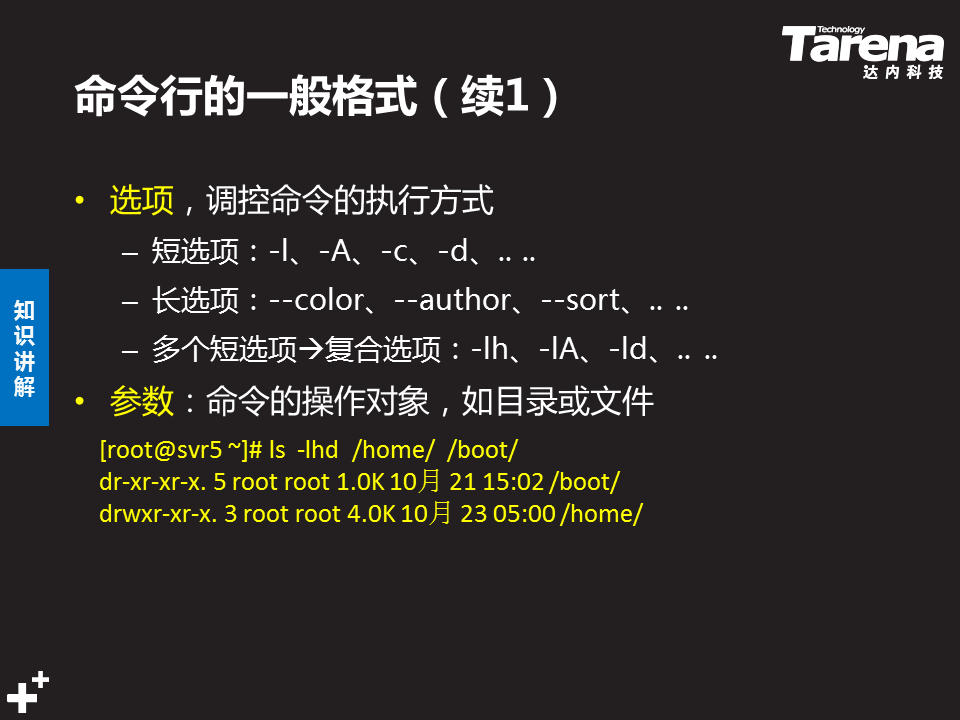 Technology
Tarena
达内科技
命令行的一般格式（续1）
• 选项，调控命令的执行方式
– 短选项：-l、-A、-c、-d、.. ..
– 长选项：--color、--author、--sort、.. ..
– 多个短选项→复合选项：-lh、-lA、-ld、.. ..
知识讲解
• 参数：命令的操作对象，如目录或文件
[root@svr5 ~]# ls -lhd /home/ /boot/
dr-xr-xr-x. 5 root root 1.0K 10月 21 15:02 /boot/
drwxr-xr-x. 3 root root 4.0K 10月 23 05:00 /home/